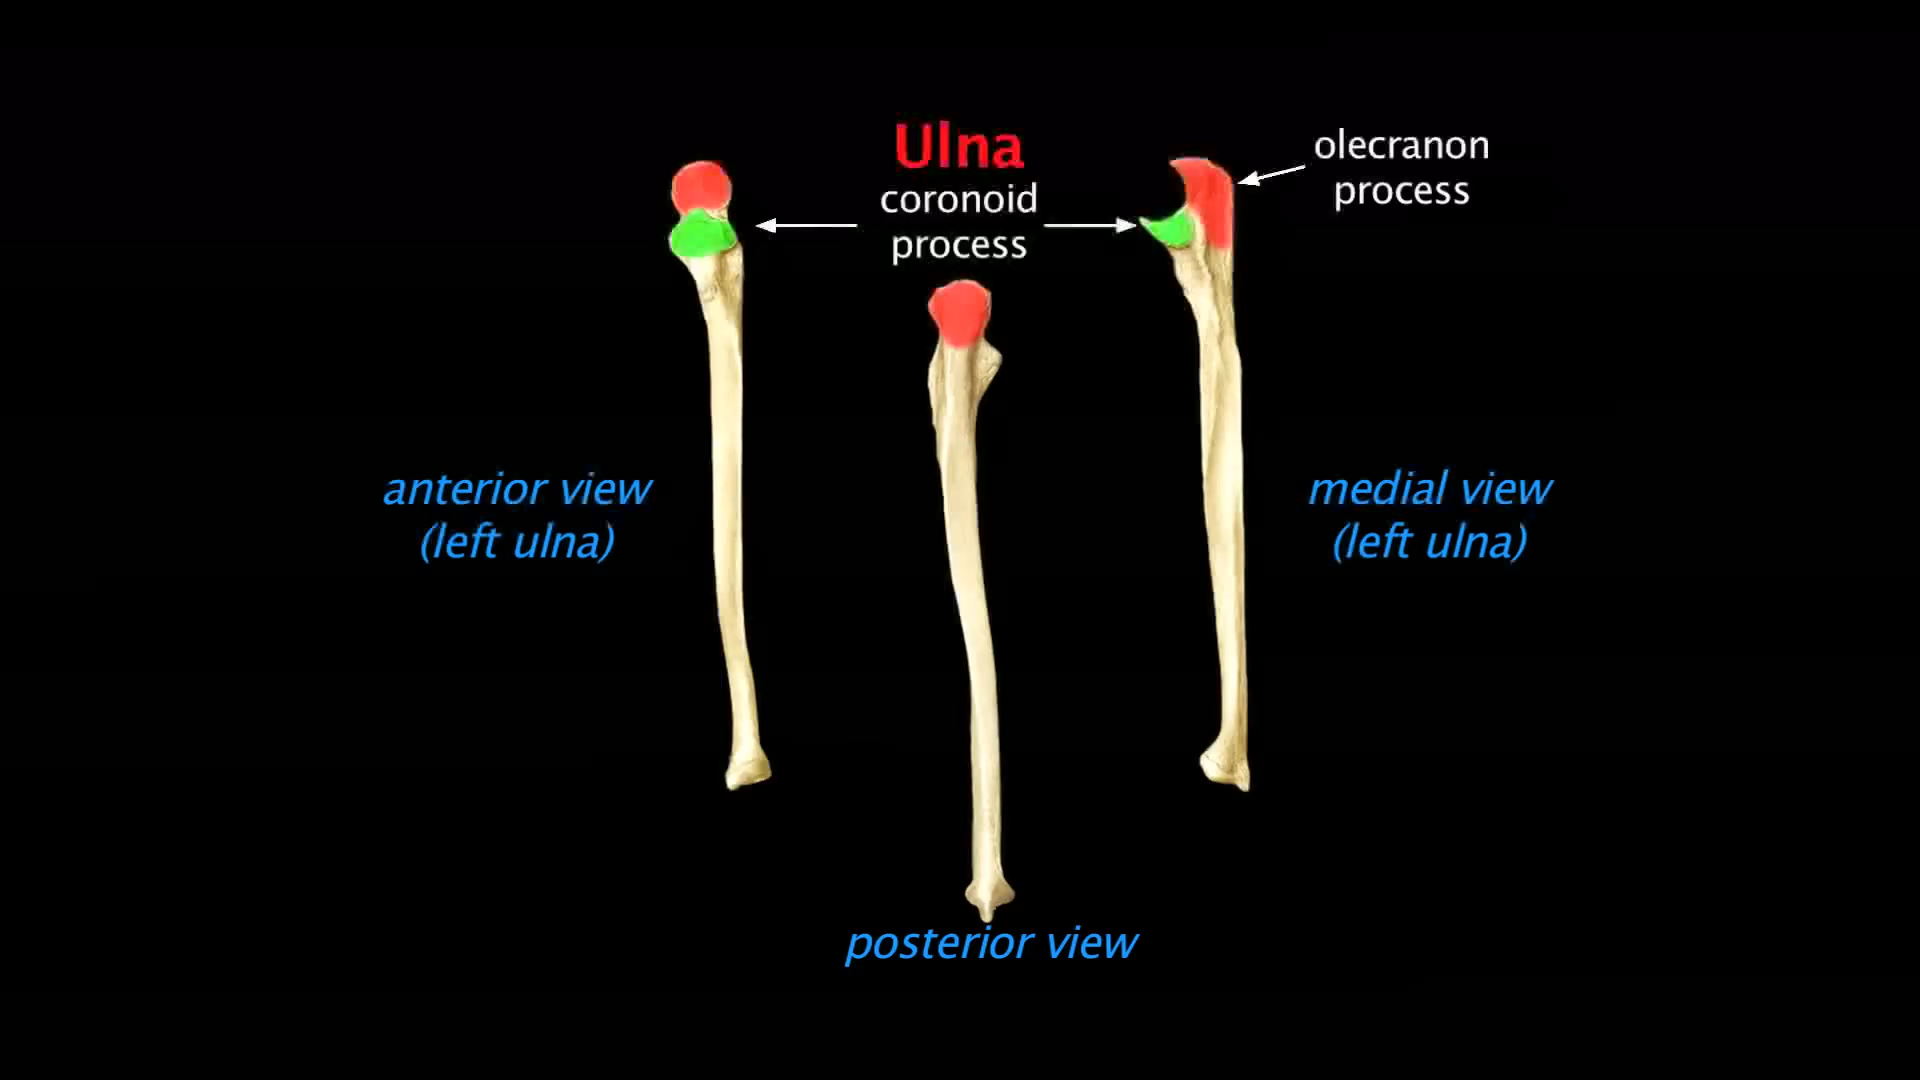 Ulna
coronoid
process
olecranon
process
anterior view
(left ulna)
medial view
(left ulna)
posterior view